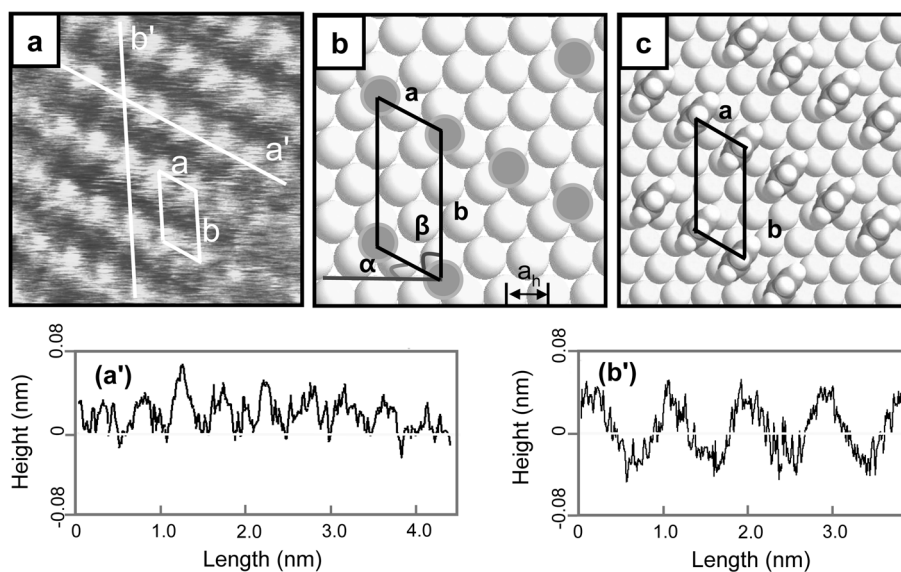 a
b'
a'
a
b
b
a
b
β
α
aₕ
c
a
b
0.08
0
-0.08
Height (nm)
(a')
0
1.0
2.0
3.0
4.0
Length (nm)
0.08
0
-0.08
Height (nm)
(b')
0
1.0
2.0
3.0
Length (nm)